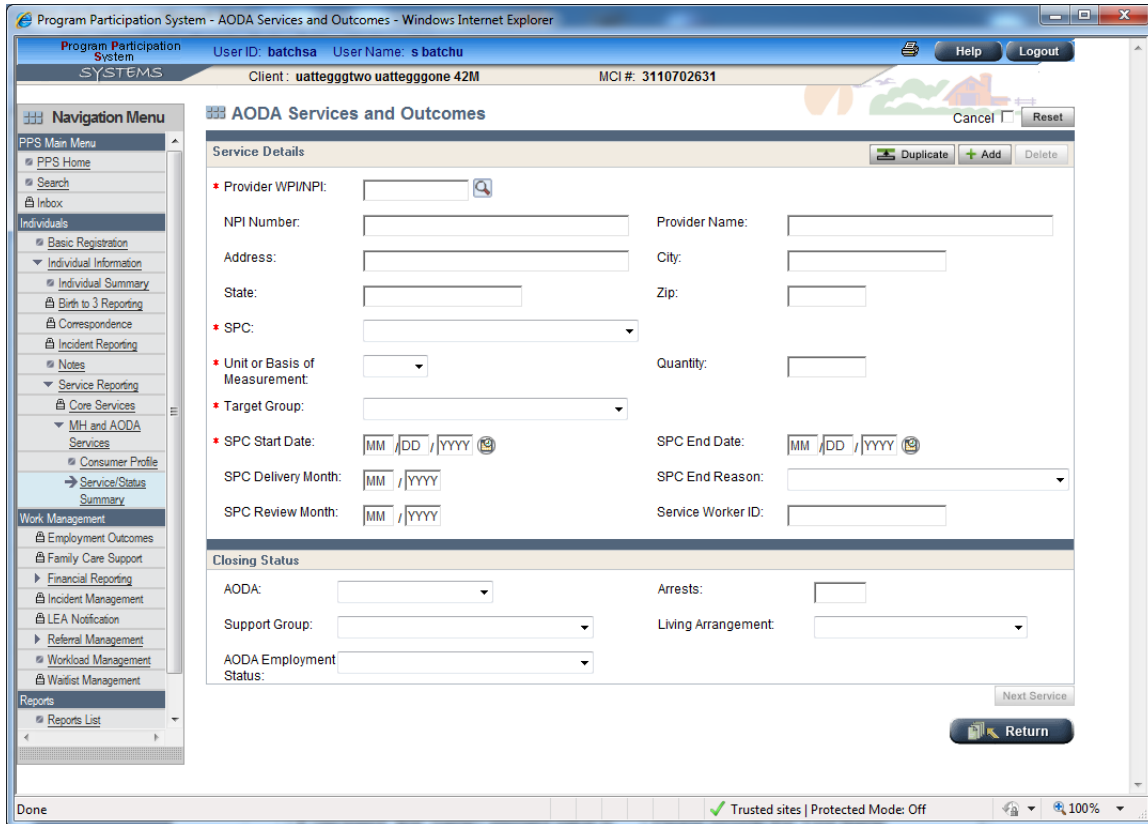 Program Participation System - AODA Services and Outcomes - Windows Internet Explorer
Program Participation
System
SYSTEMS
User ID: batchsa User Name: s batchu
Help Logout
Client : uattegggtwo uattegggone 42M MCI #: 3110702631
Navigation Menu
PPS Main Menu
PPS Home
Search
Inbox
Individuals
Basic Registration
Individual Information
Individual Summary
Birth to 3 Reporting
Correspondence
Incident Reporting
Notes
Service Reporting
Core Services
MH and AODA
Services
Consumer Profile
Service/Status
Summary
Work Management
Employment Outcomes
Family Care Support
Financial Reporting
Incident Management
LEA Notification
Referral Management
Workload Management
Waitlist Management
Reports
Reports List
AODA Services and Outcomes
Cancel Reset
Service Details
Duplicate + Add Delete
* Provider WPI/NPI:
NPI Number: Provider Name:
Address: City:
State: Zip:
* SPC:
* Unit or Basis of
Measurement: Quantity:
* Target Group:
* SPC Start Date: MM / DD / YYYY SPC End Date: MM / DD / YYYY
SPC Delivery Month: MM / YYYY SPC End Reason:
SPC Review Month: MM / YYYY Service Worker ID:
Closing Status
AODA: Arrests:
Support Group: Living Arrangement:
AODA Employment
Status:
Next Service
Return
Done Trusted sites | Protected Mode: Off 100%